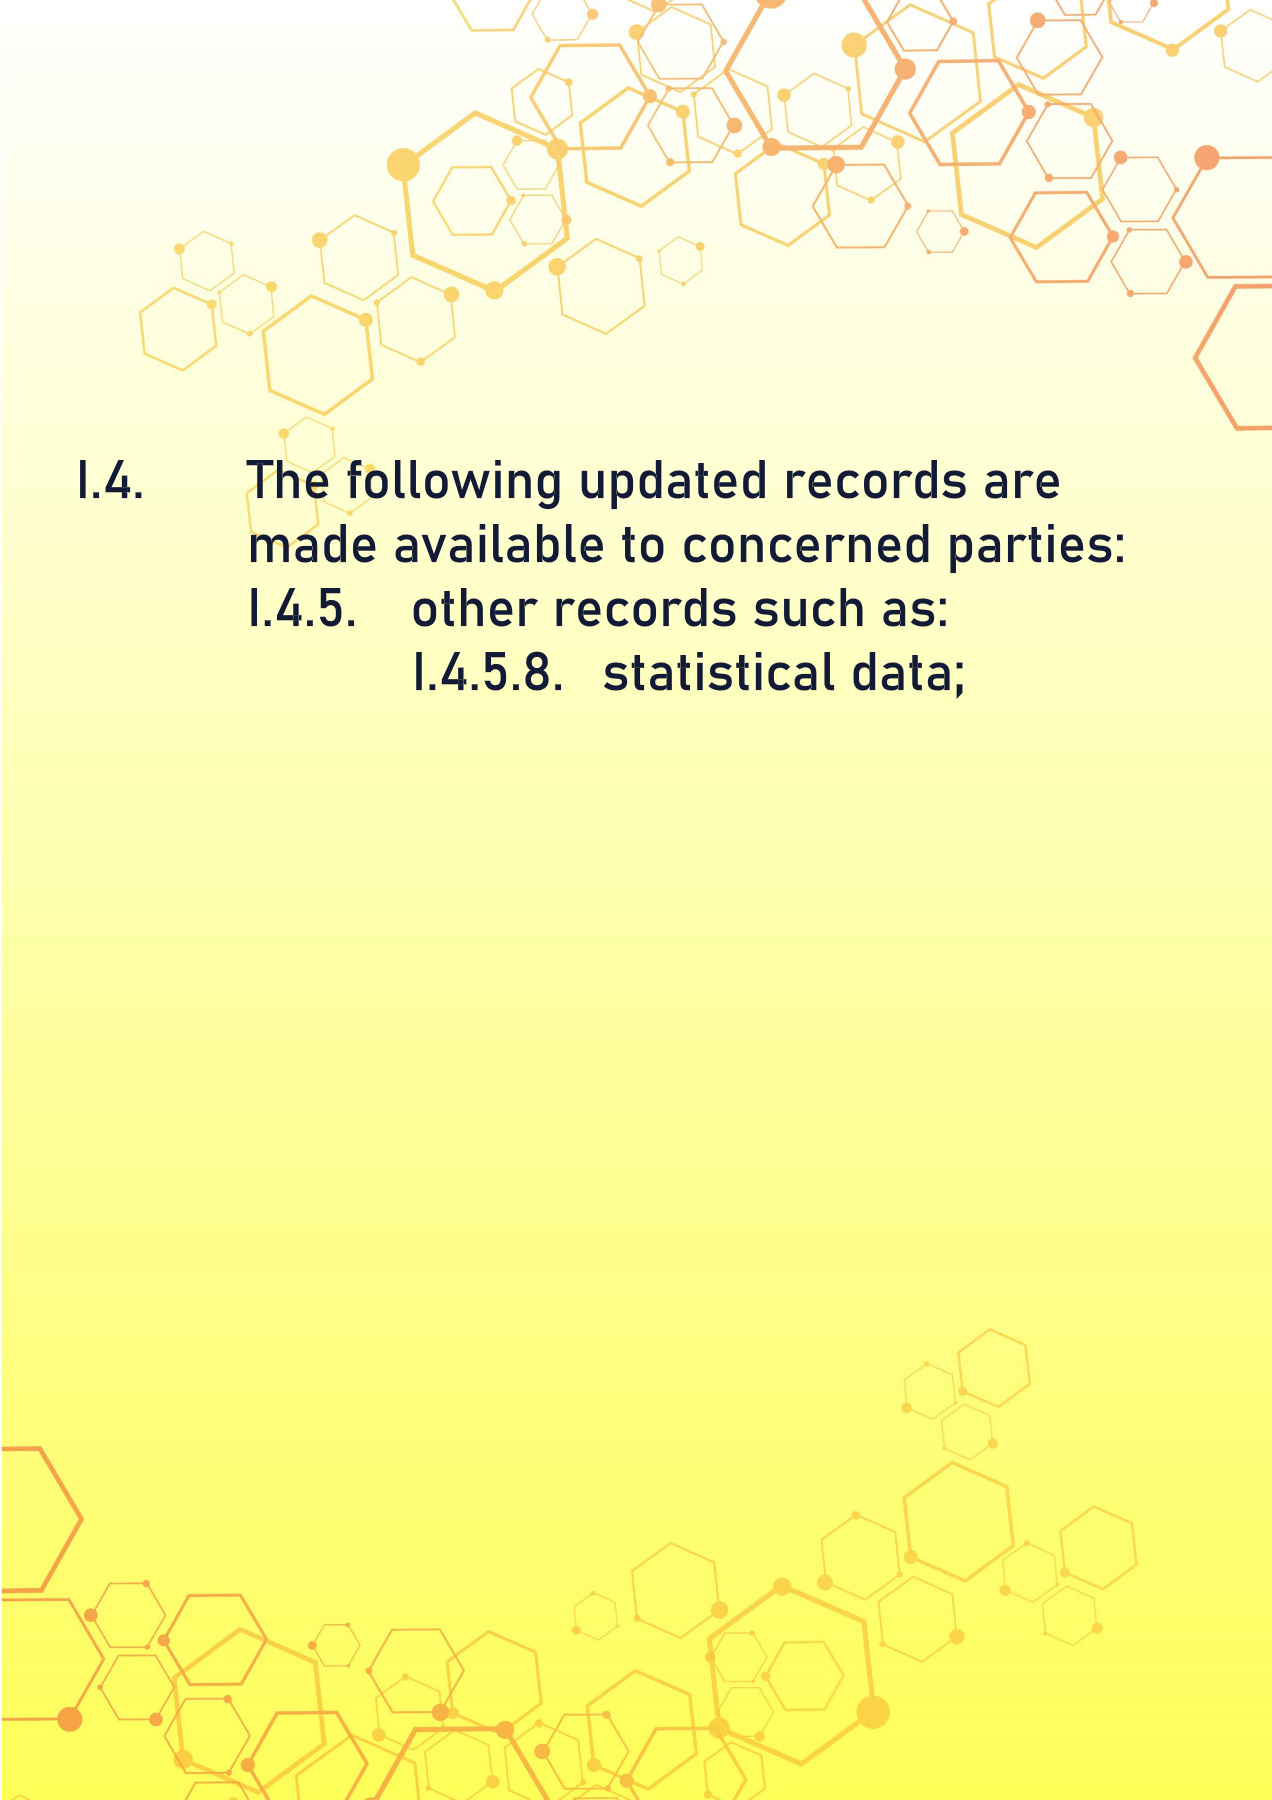 I.4. The following updated records are
made available to concerned parties:
I.4.5. other records such as:
I.4.5.8. statistical data;